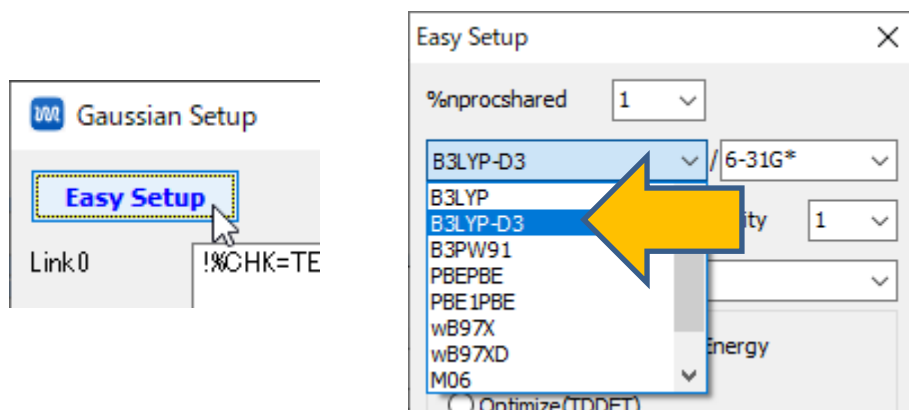 Gaussian Setup
Easy Setup
Link0
!%CHK=TE
Easy Setup
%nprocshared 1
B3LYP-D3 / 6-31G*
B3LYP
B3LYP-D3
ity 1
B3PW91
PBEPBE
PBE1PBE
wB97X
wB97XD
Energy
M06
Optimize(TDDFT)